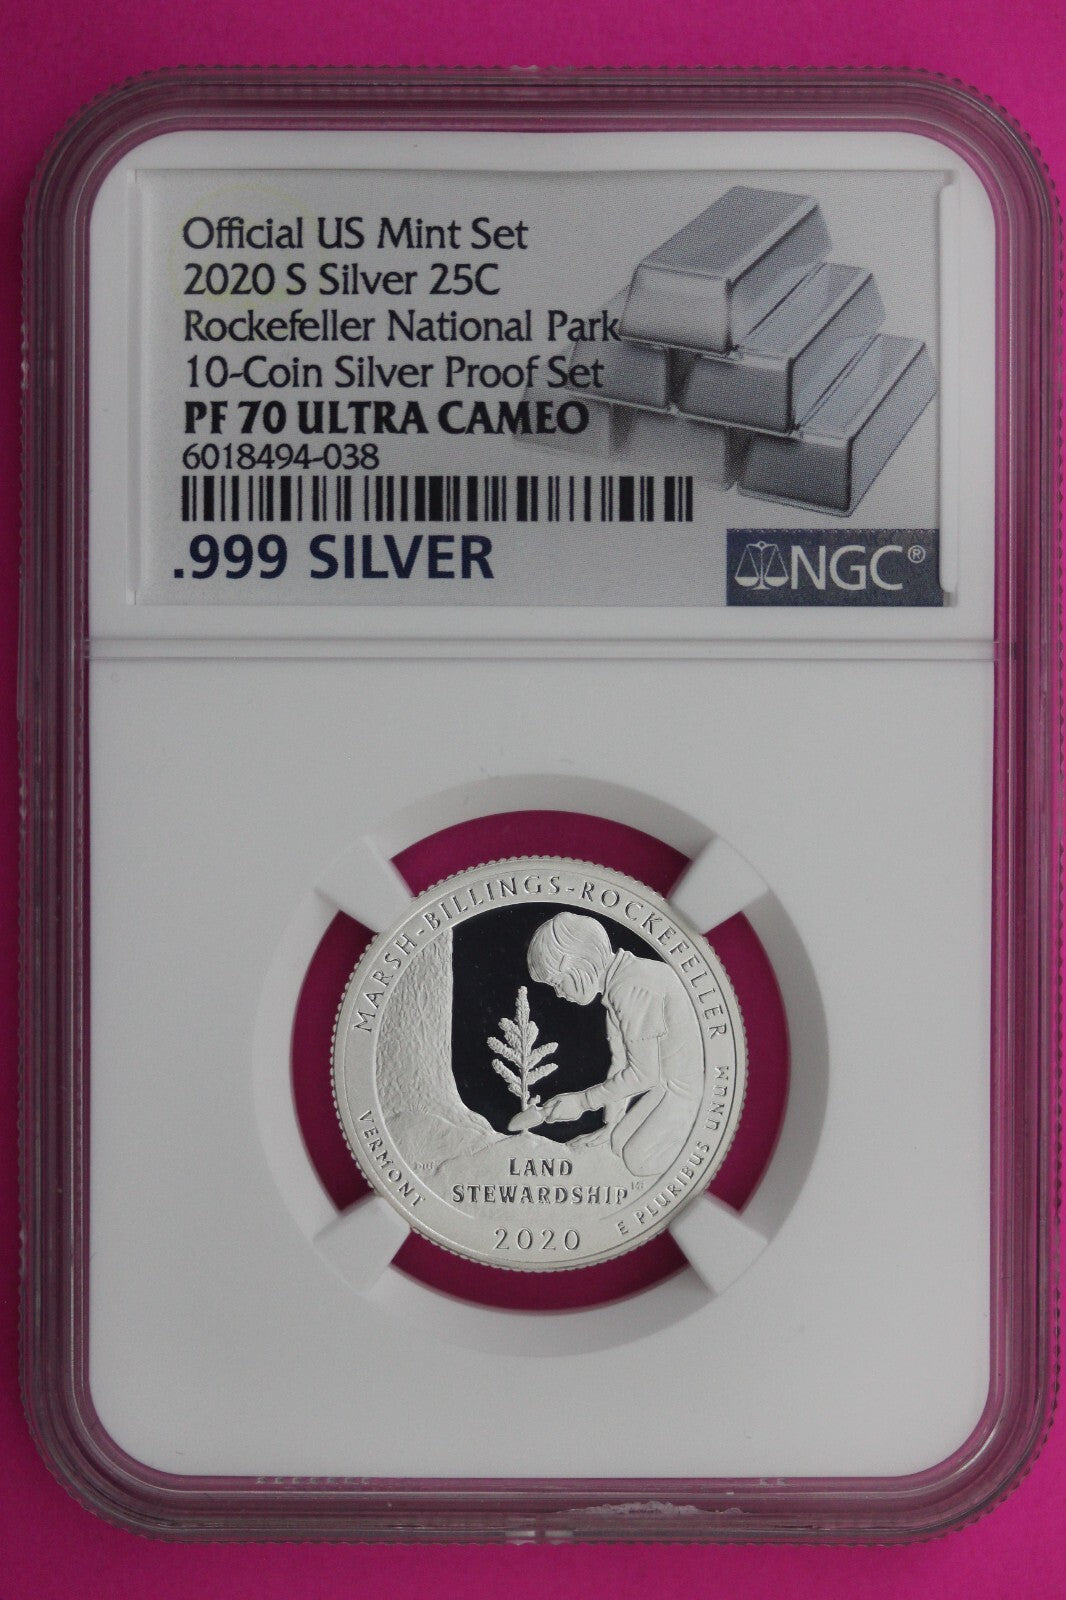 Official US Mint Set
2020 S Silver 25C
Rockefeller National Park
10-Coin Silver Proof Set
PF 70 ULTRA CAMEO
6018494-038
.999 SILVER
NGC®
MARSH-BILLINGS-ROCKEFELLER
VERMONT
LAND
STEWARDSHIP
2020
E PLURIBUS UNUM